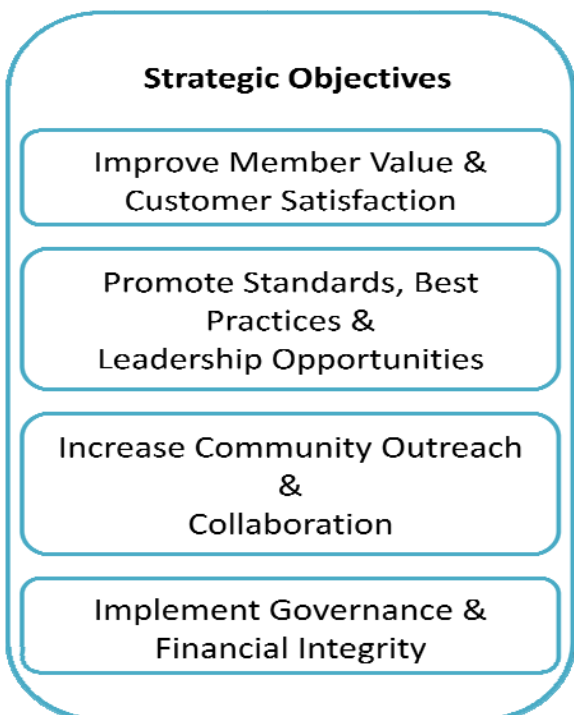 Strategic Objectives
Improve Member Value &
Customer Satisfaction
Promote Standards, Best
Practices &
Leadership Opportunities
Increase Community Outreach
&
Collaboration
Implement Governance &
Financial Integrity